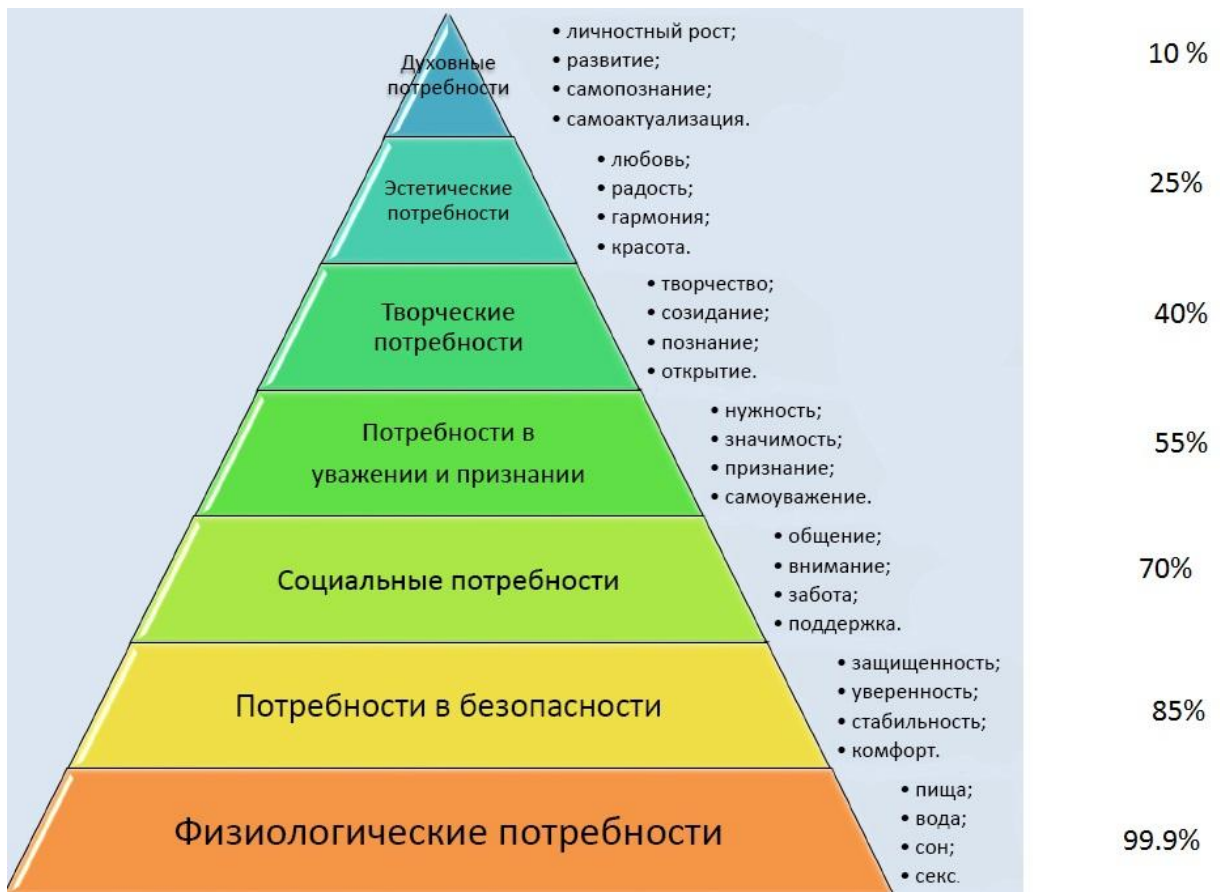 Духовные
потребности
• личностный рост;
• развитие;
• самопознание;
• самоактуализация.
10 %
Эстетические
потребности
• любовь;
• радость;
• гармония;
• красота.
25%
Творческие
потребности
• творчество;
• созидание;
• познание;
• открытие.
40%
Потребности в
уважении и признании
• нужность;
• значимость;
• признание;
• самоуважение.
55%
Социальные потребности
• общение;
• внимание;
• забота;
• поддержка.
70%
Потребности в безопасности
• защищенность;
• уверенность;
• стабильность;
• комфорт.
85%
Физиологические потребности
• пища;
• вода;
• сон;
• секс.
99.9%